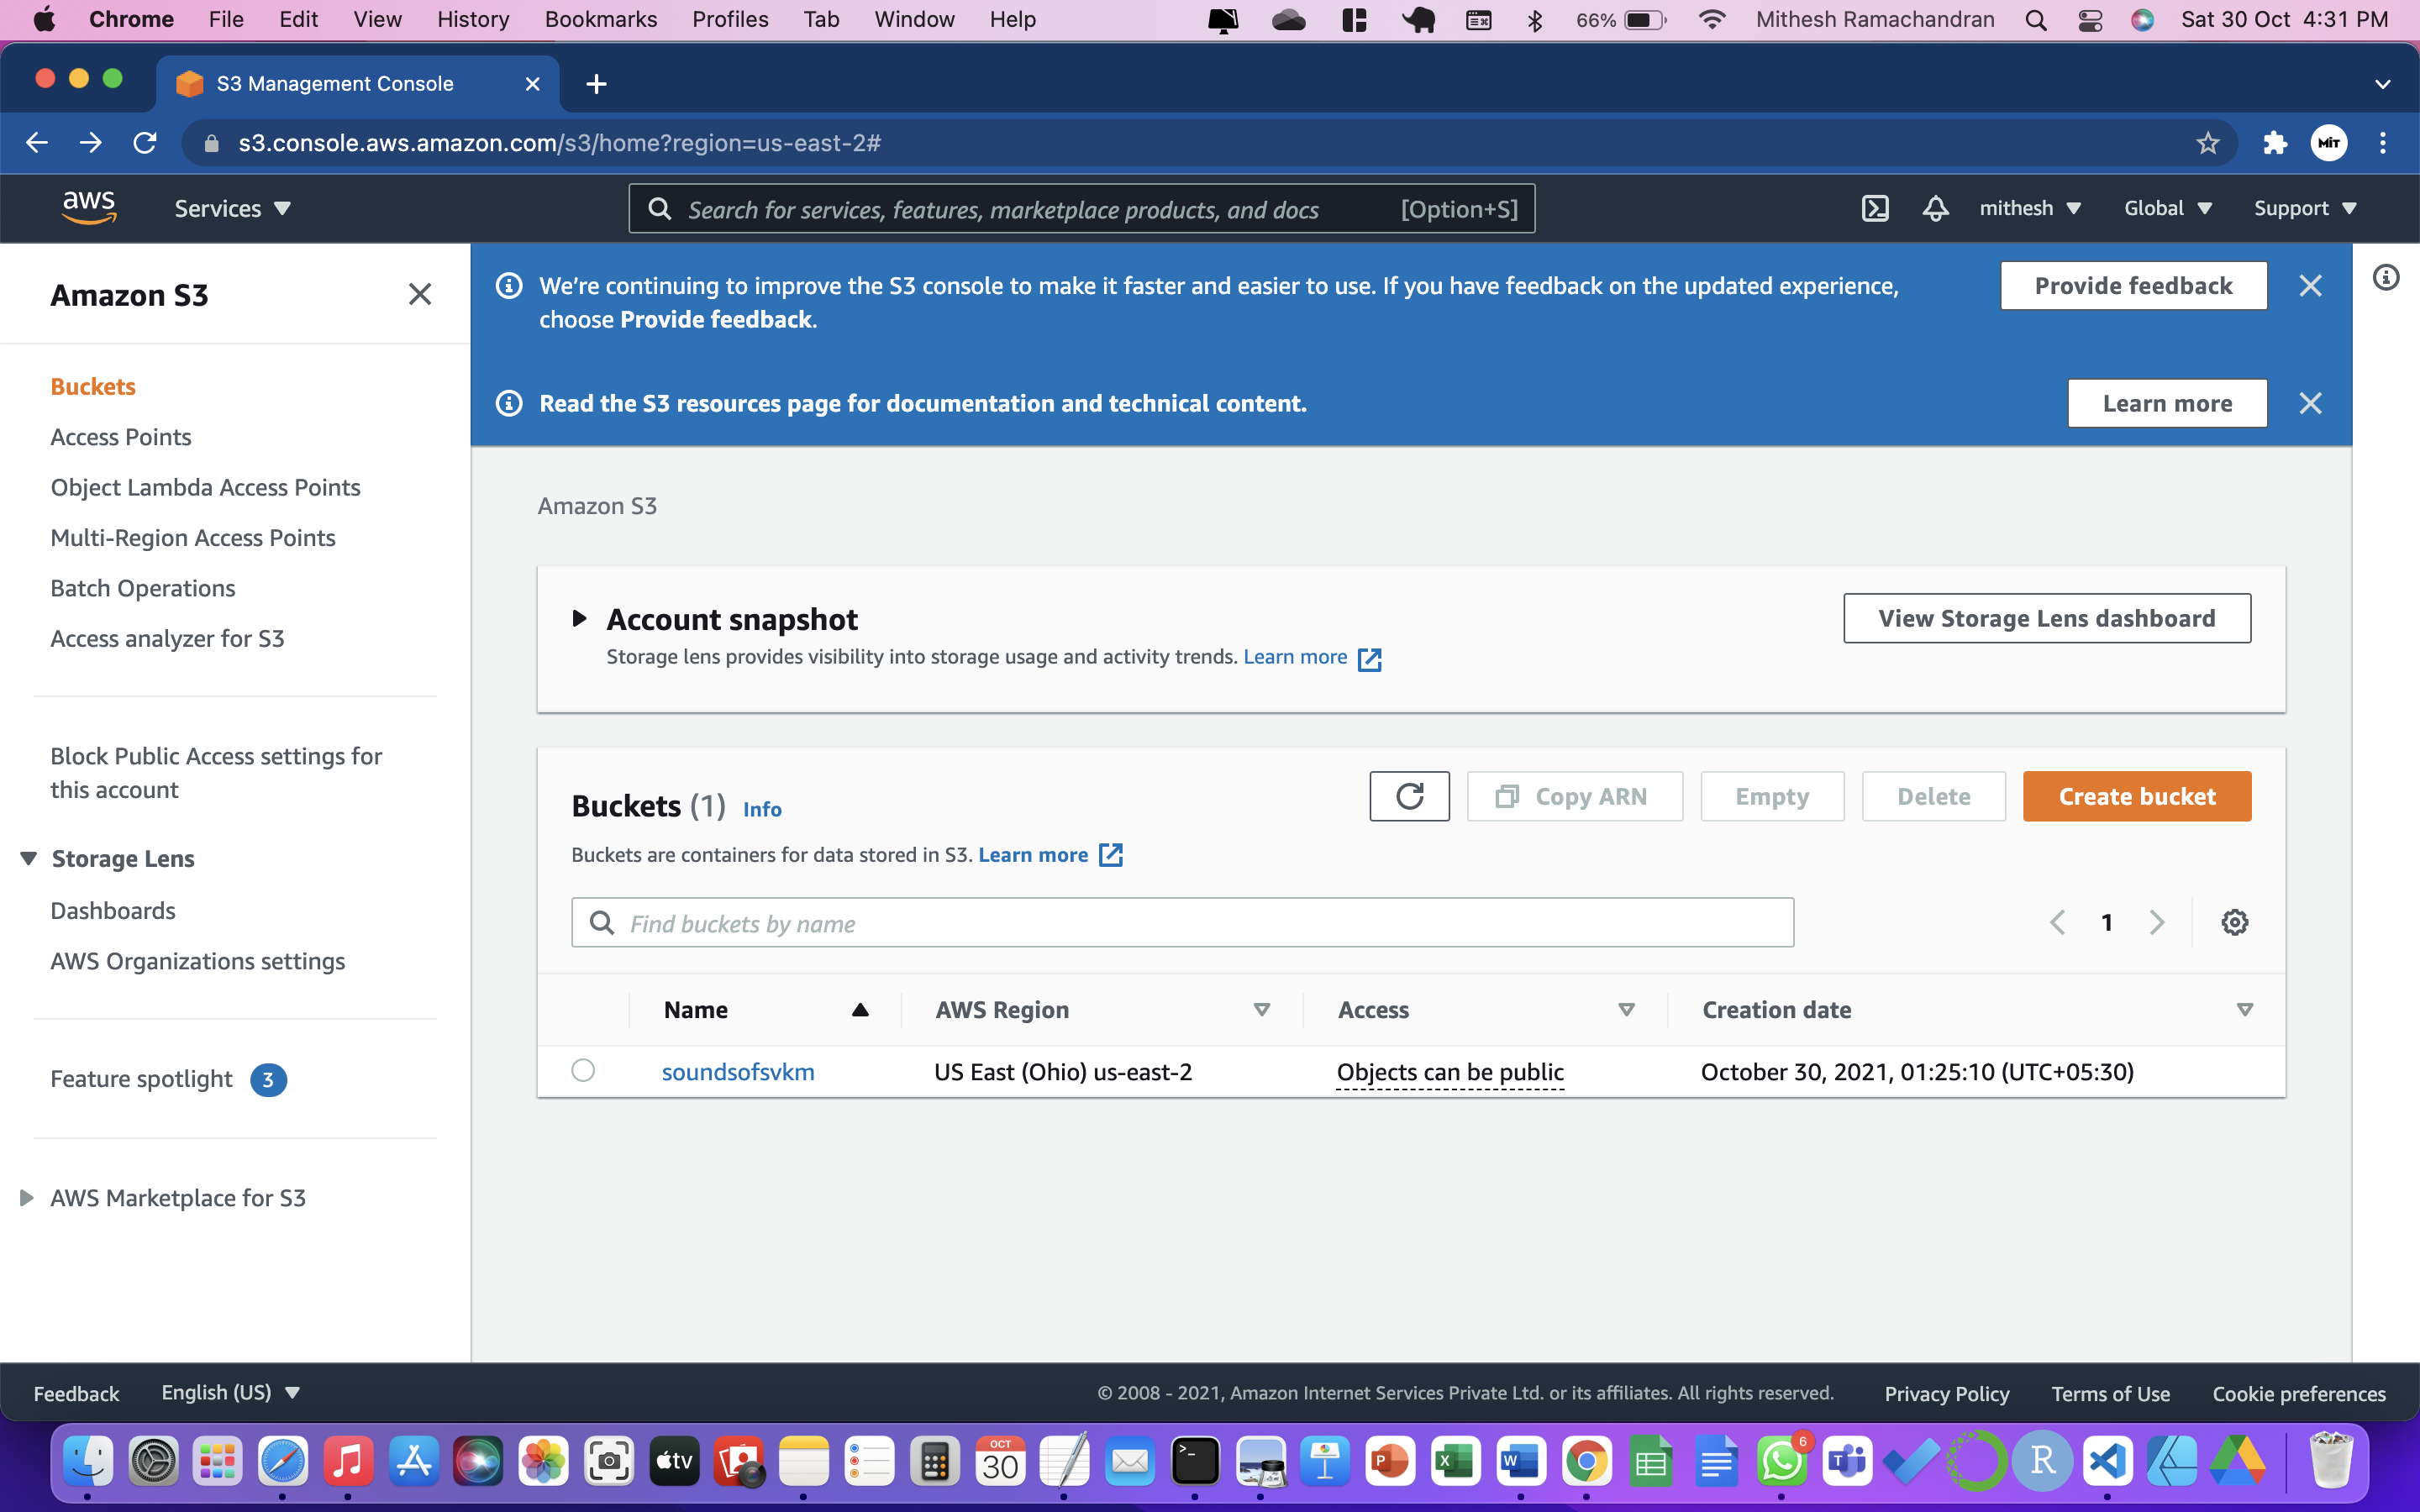 Chrome File Edit View History Bookmarks Profiles Tab Window Help 66% Mithesh Ramachandran Sat 30 Oct 4:31 PM
S3 Management Console
s3.console.aws.amazon.com/s3/home?region=us-east-2# MiT
aws Services Search for services, features, marketplace products, and docs [Option+S] mithesh Global Support
Amazon S3
Buckets
Access Points
Object Lambda Access Points
Multi-Region Access Points
Batch Operations
Access analyzer for S3
Block Public Access settings for
this account
Storage Lens
Dashboards
AWS Organizations settings
Feature spotlight 3
AWS Marketplace for S3
We're continuing to improve the S3 console to make it faster and easier to use. If you have feedback on the updated experience,
choose Provide feedback.
Provide feedback
Read the S3 resources page for documentation and technical content.
Learn more
Amazon S3
Account snapshot
Storage lens provides visibility into storage usage and activity trends. Learn more
View Storage Lens dashboard
Buckets (1) Info
Copy ARN Empty Delete Create bucket
Buckets are containers for data stored in S3. Learn more
Find buckets by name
1
Name AWS Region Access Creation date
soundsofsvkm US East (Ohio) us-east-2 Objects can be public October 30, 2021, 01:25:10 (UTC+05:30)
Feedback English (US) © 2008 - 2021, Amazon Internet Services Private Ltd. or its affiliates. All rights reserved. Privacy Policy Terms of Use Cookie preferences
tv OCT 30 >_ P X W 6 T R